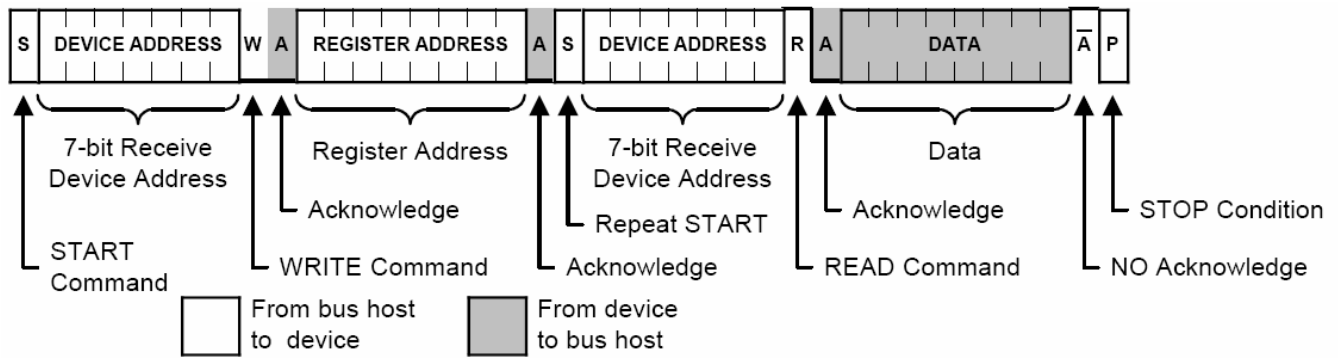 S DEVICE ADDRESS W A REGISTER ADDRESS A S DEVICE ADDRESS R A DATA A̅ P
7-bit Receive
Device Address
Register Address
7-bit Receive
Device Address
Data
Acknowledge
Repeat START
Acknowledge
STOP Condition
START
Command
WRITE Command
Acknowledge
READ Command
NO Acknowledge
From bus host
to device
From device
to bus host